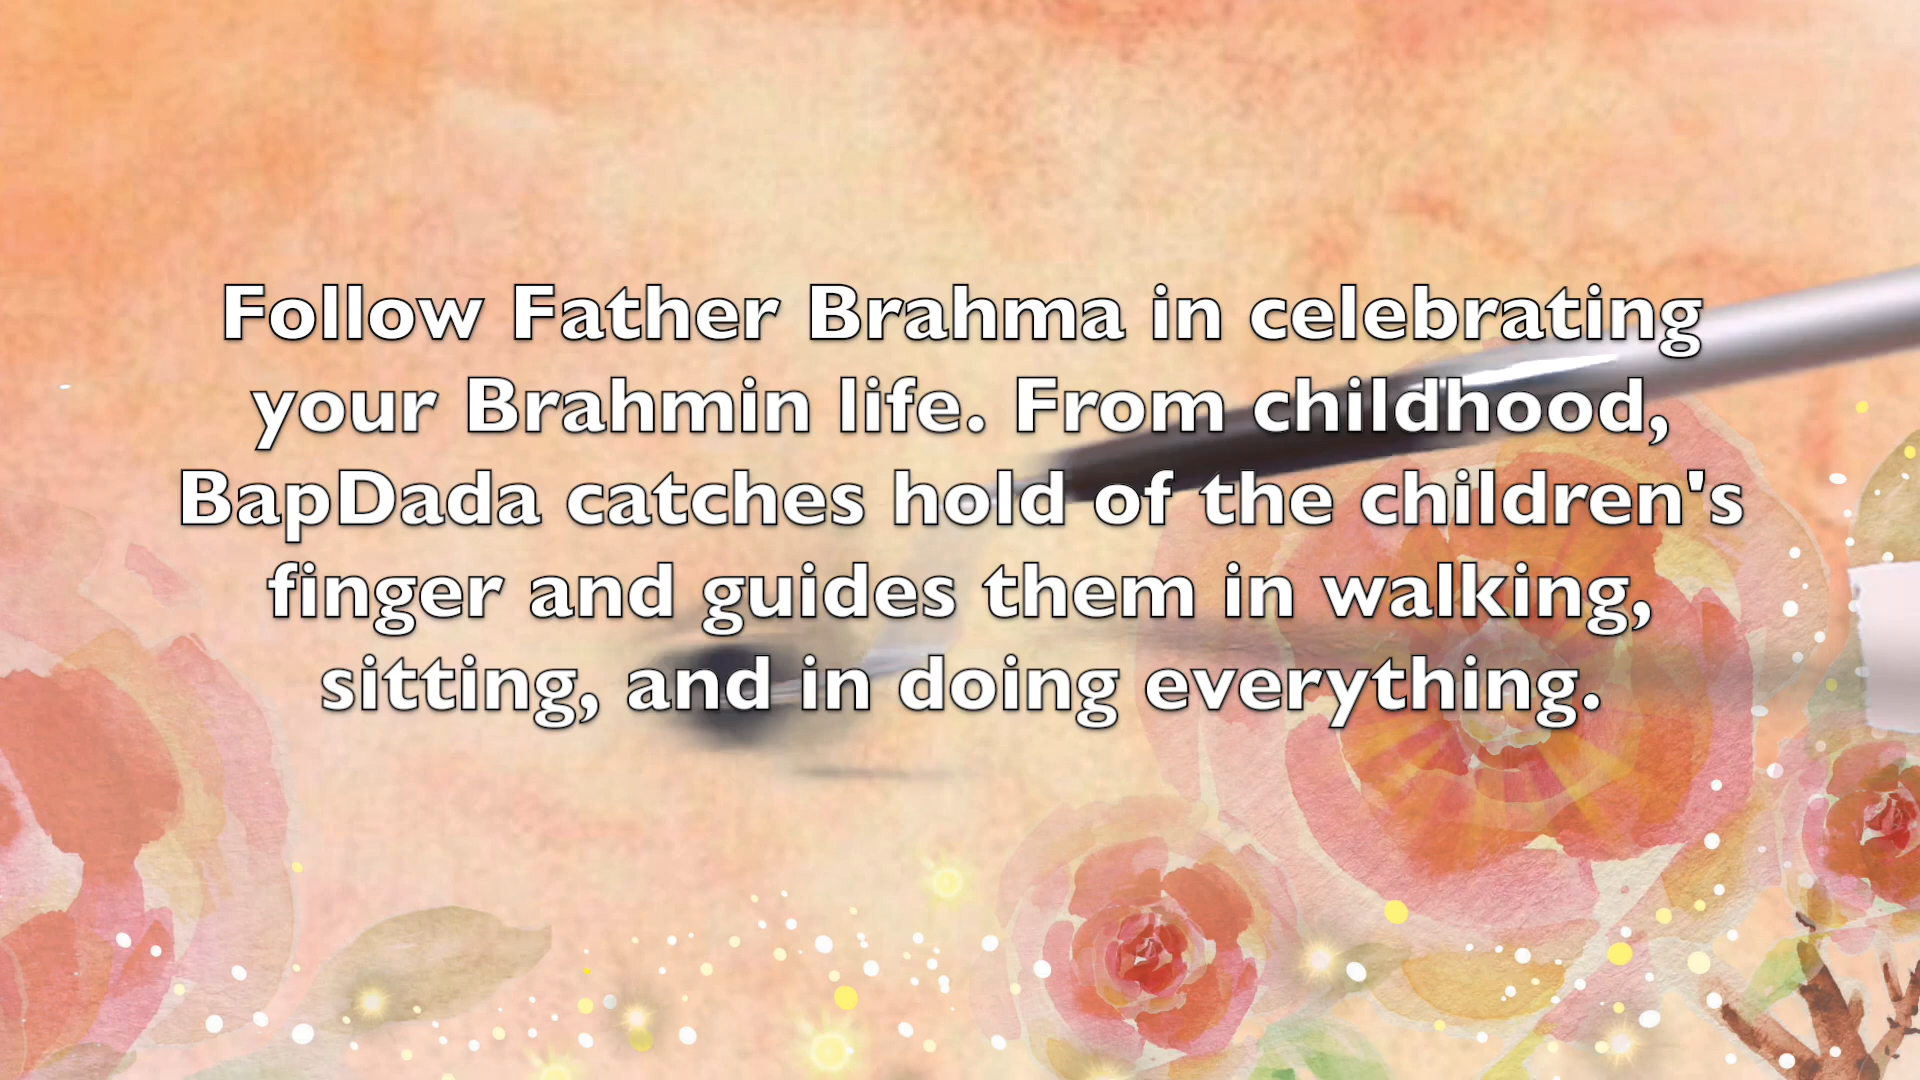 Follow Father Brahma in celebrating
your Brahmin life. From childhood,
BapDada catches hold of the children's
finger and guides them in walking,
sitting, and in doing everything.